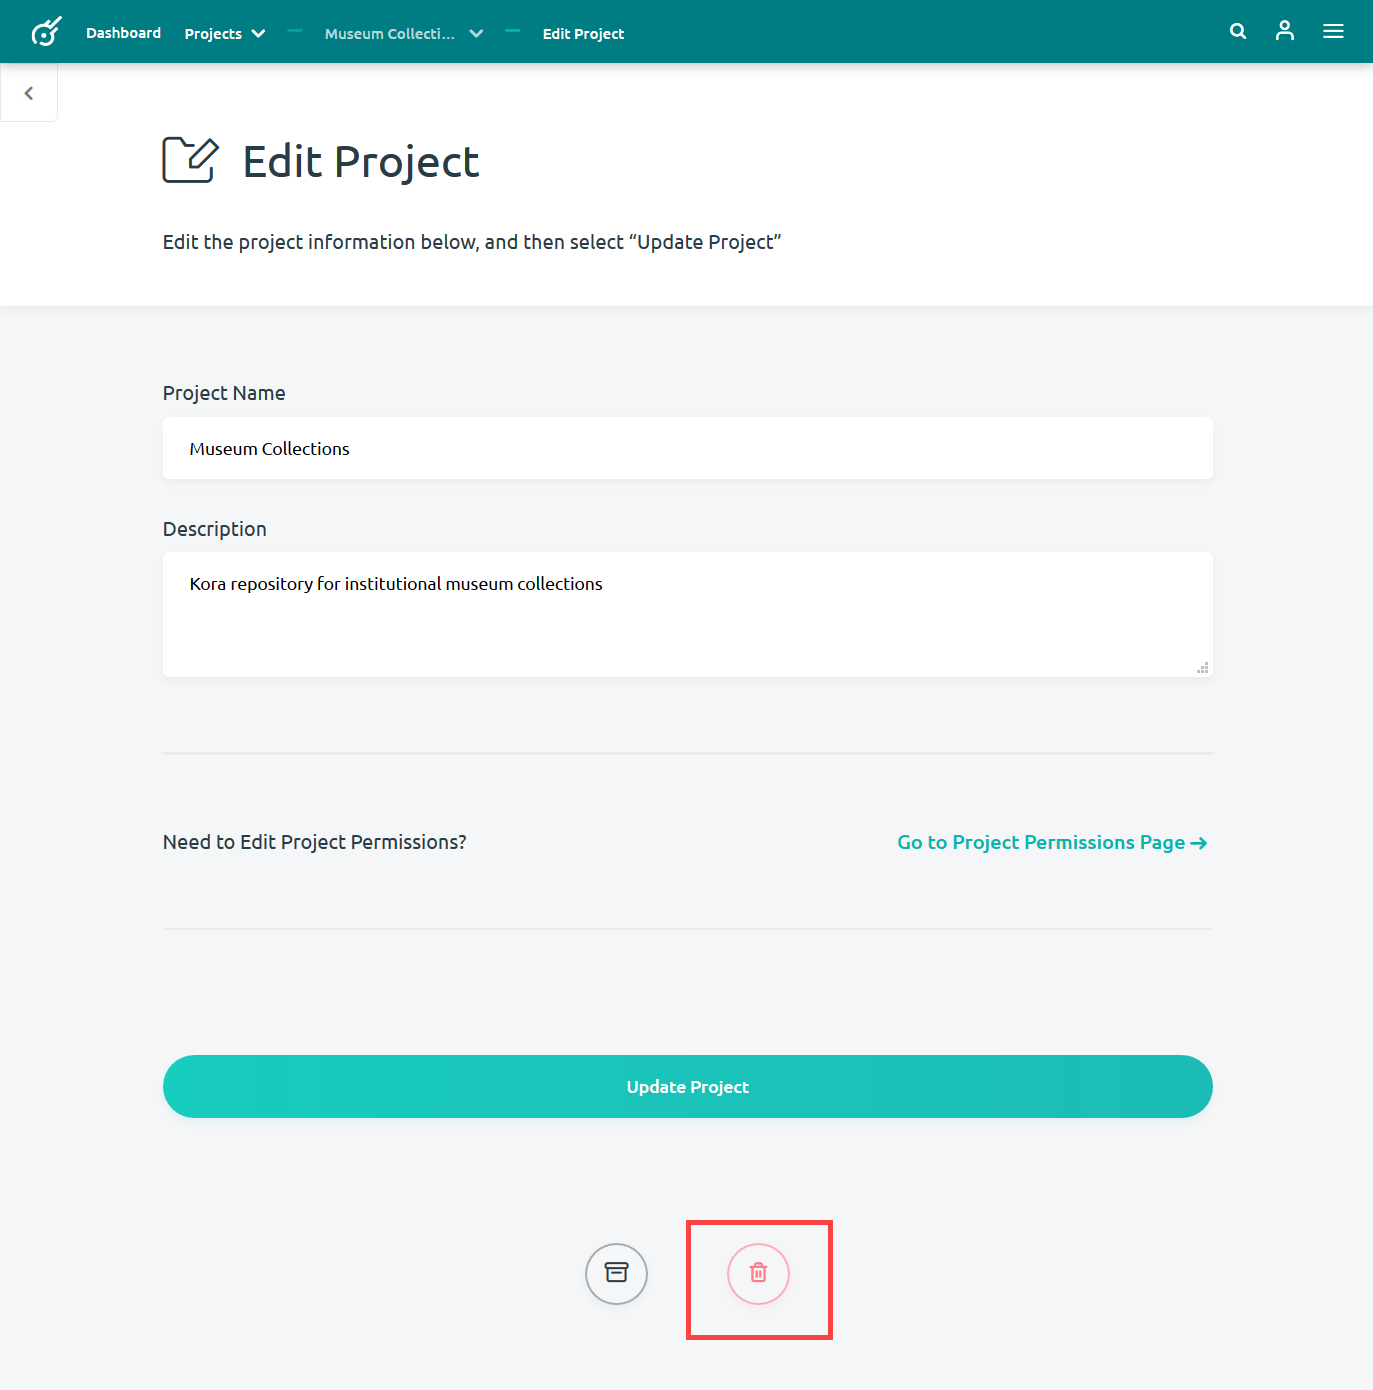 Dashboard Projects Museum Collecti... Edit Project
Edit Project
Edit the project information below, and then select “Update Project”
Project Name
Museum Collections
Description
Kora repository for institutional museum collections
Need to Edit Project Permissions? Go to Project Permissions Page
Update Project